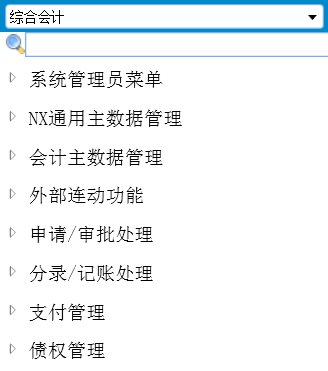 综合会计
系统管理员菜单
NX通用主数据管理
会计主数据管理
外部连动功能
申请/审批处理
分录/记账处理
支付管理
债权管理